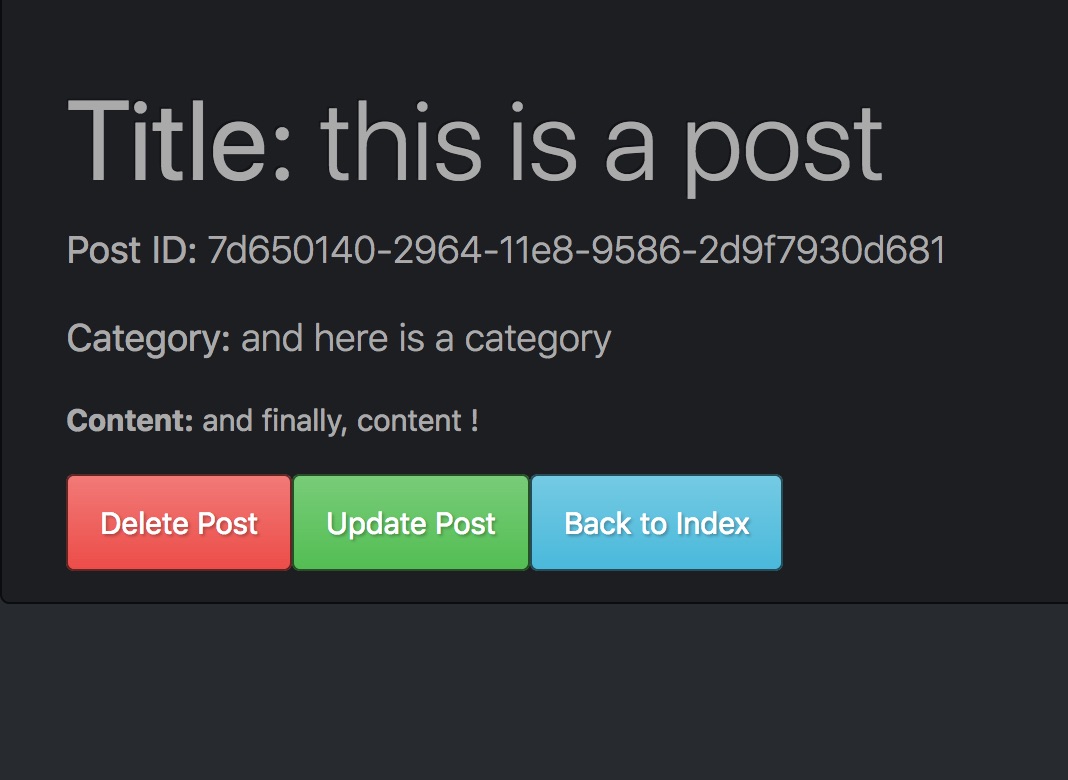 Title: this is a post
Post ID: 7d650140-2964-11e8-9586-2d9f7930d681
Category: and here is a category
Content: and finally, content !
Delete Post Update Post Back to Index